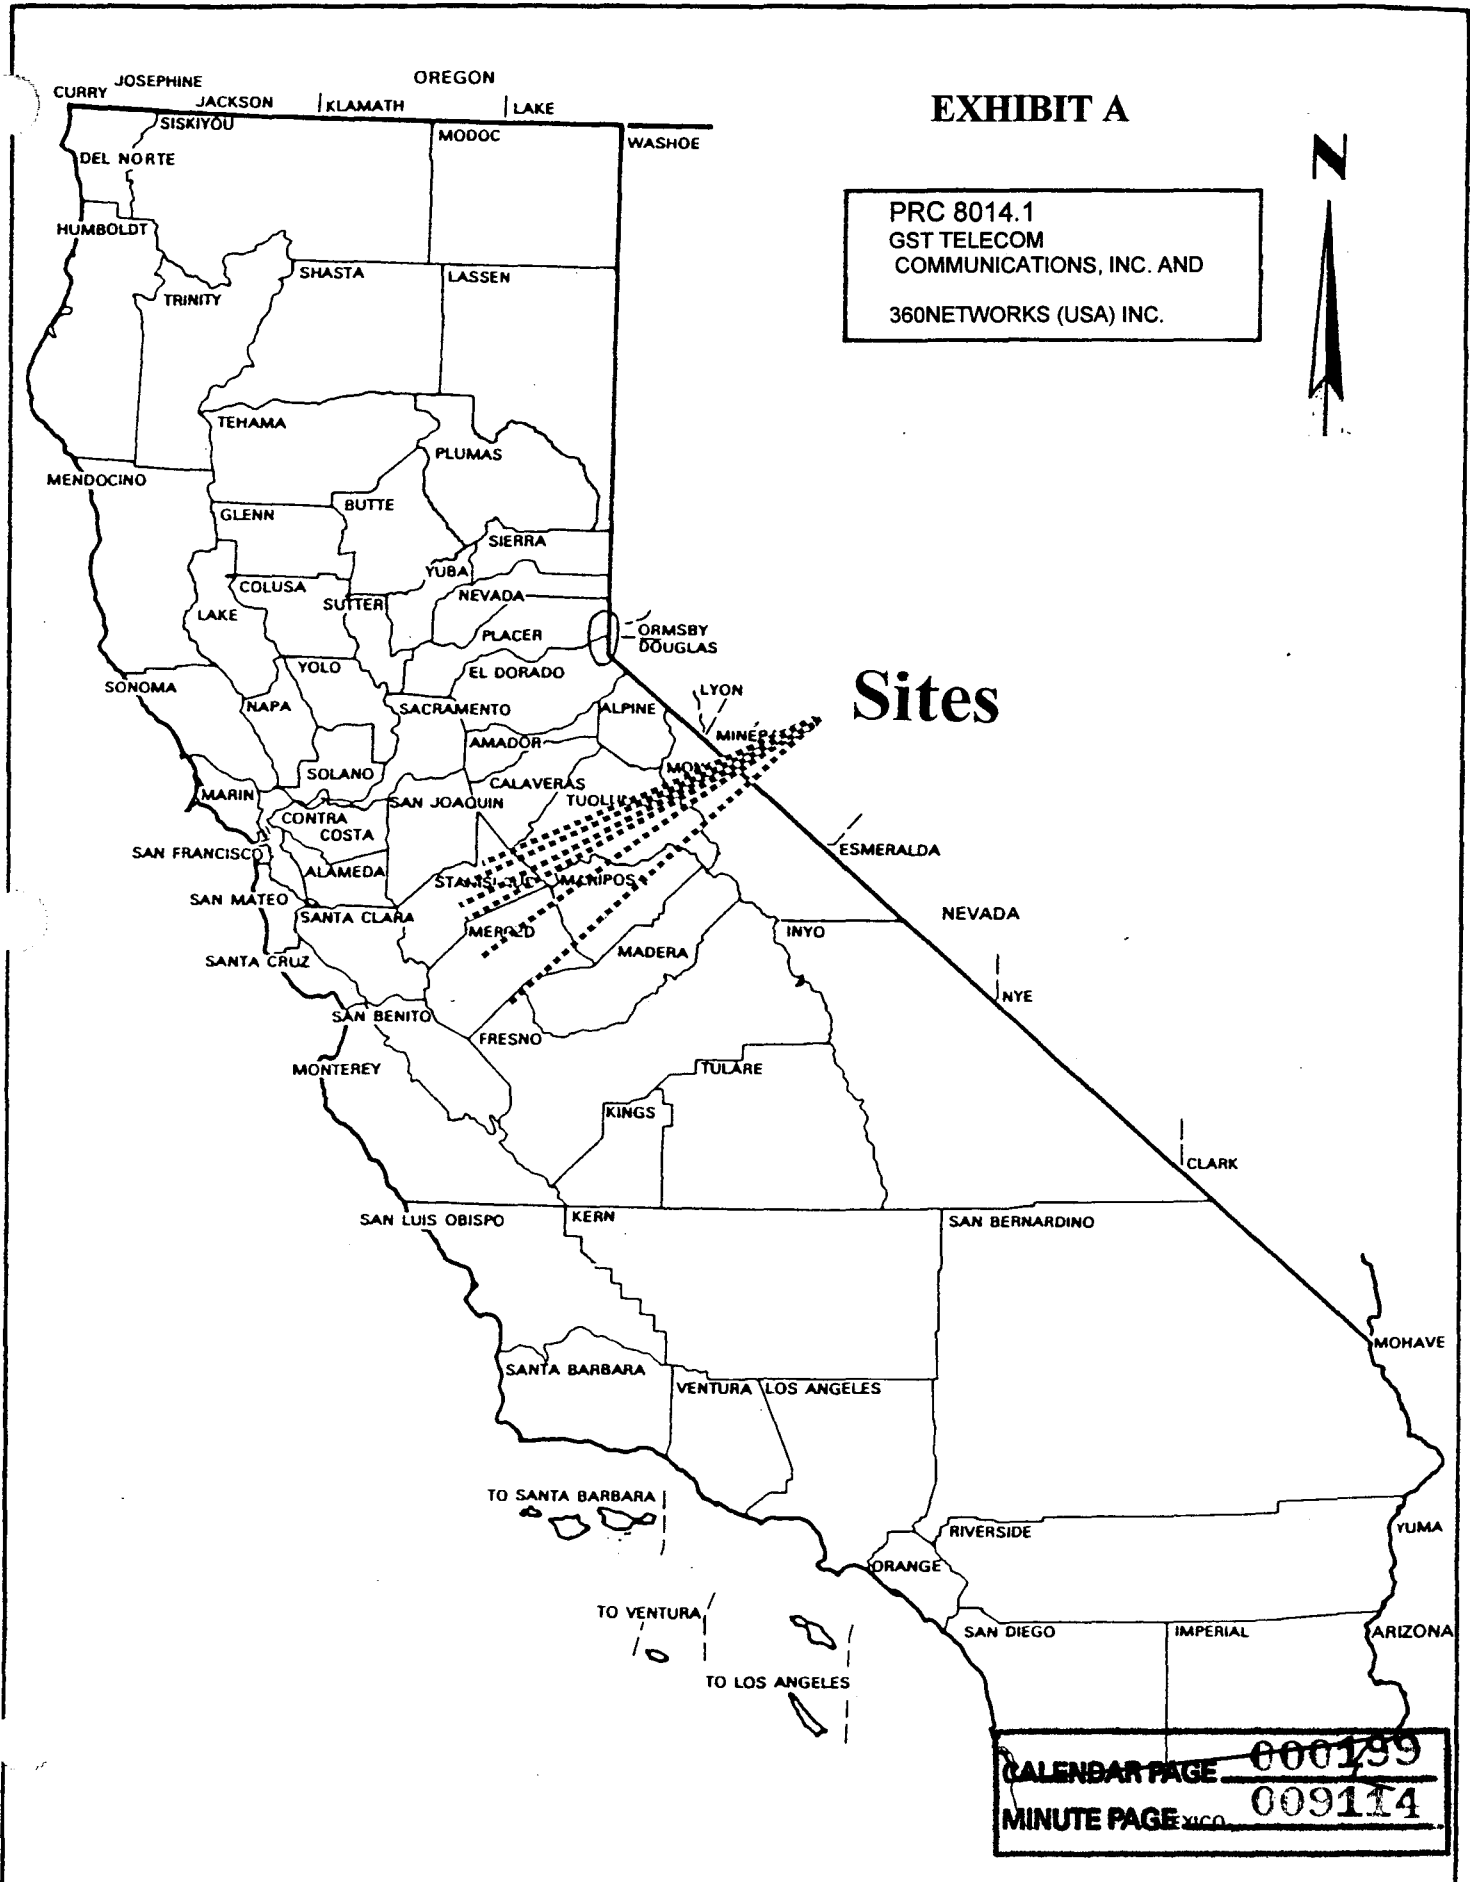 EXHIBIT A
N
PRC 8014.1
GST TELECOM
COMMUNICATIONS, INC. AND
360NETWORKS (USA) INC.
OREGON
JOSEPHINE
CURRY
JACKSON
KLAMATH
LAKE
SISKIYOU
MODOC
WASHOE
DEL NORTE
HUMBOLDT
SHASTA
LASSEN
TRINITY
TEHAMA
PLUMAS
MENDOCINO
BUTTE
GLENN
SIERRA
YUBA
COLUSA
NEVADA
SUTTER
LAKE
PLACER
ORMSBY
DOUGLAS
YOLO
EL DORADO
SONOMA
LYON
Sites
NAPA
SACRAMENTO
ALPINE
AMADOR
SOLANO
CALAVERAS
MARIN
SAN JOAQUIN
CONTRA
COSTA
SAN FRANCISCO
ESMERALDA
ALAMEDA
SAN MATEO
SANTA CLARA
NEVADA
INYO
MADERA
SANTA CRUZ
NYE
SAN BENITO
FRESNO
MONTEREY
TULARE
KINGS
CLARK
SAN LUIS OBISPO
KERN
SAN BERNARDINO
MOHAVE
SANTA BARBARA
VENTURA
LOS ANGELES
TO SANTA BARBARA
RIVERSIDE
YUMA
ORANGE
TO VENTURA
SAN DIEGO
IMPERIAL
ARIZONA
TO LOS ANGELES
CALENDAR PAGE 000199
MINUTE PAGE 009114